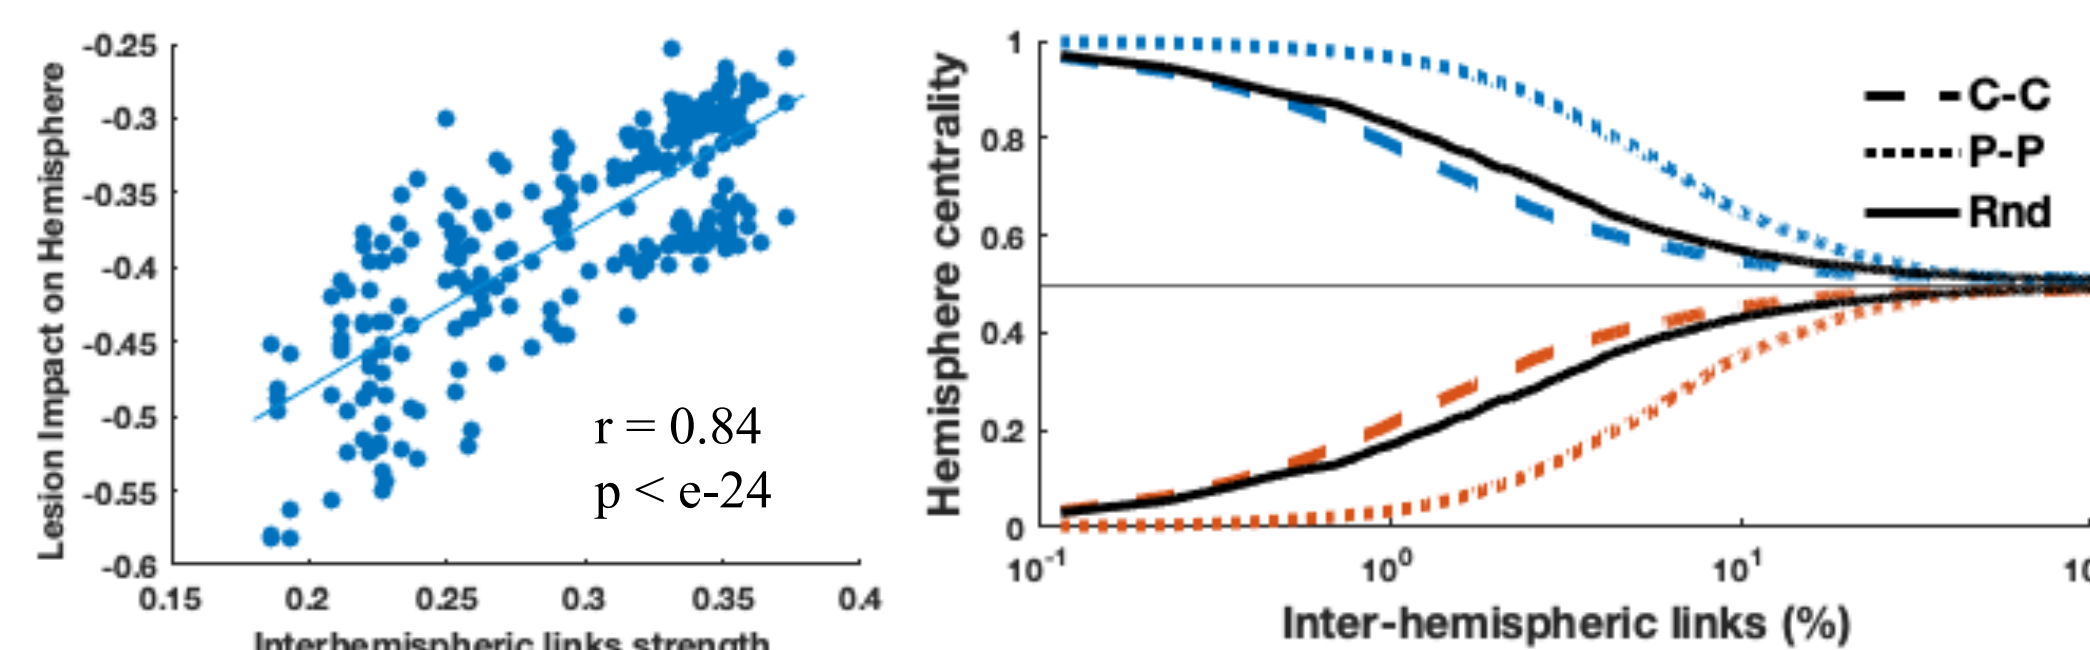 Lesion Impact on Hemisphere
-0.25
-0.3
-0.35
-0.4
-0.45
-0.5
-0.55
-0.6
r = 0.84
p < e-24
0.15 0.2 0.25 0.3 0.35 0.4
Interhemispheric links strength
Hemisphere centrality
1
0.8
0.6
0.4
0.2
0
C-C
P-P
Rnd
10-1 100 101 10
Inter-hemispheric links (%)